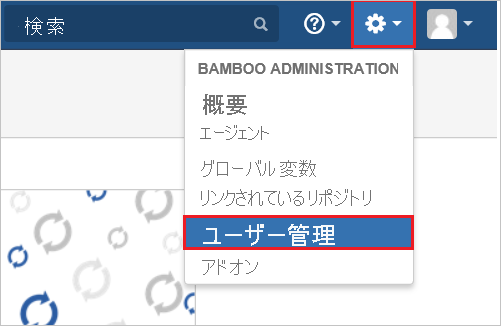 検索
BAMBOO ADMINISTRATION
概要
エージェント
グローバル変数
リンクされているリポジトリ
ユーザー管理
アドオン